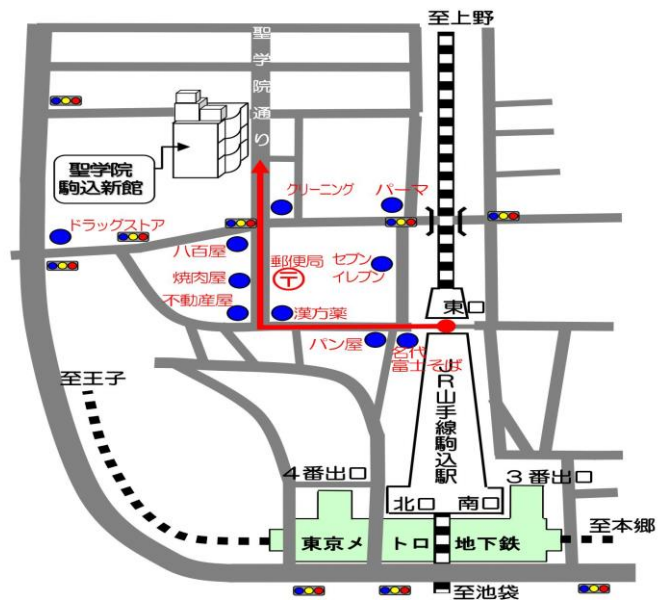 至上野
聖学院通り
聖学院
駒込新館
クリーニング
パーマ
ドラッグストア
八百屋
郵便局
セブン
イレブン
焼肉屋
〒
不動産屋
漢方薬
東口
パン屋
名代
富士そば
至王子
JR山手線駒込駅
4番出口
3番出口
北口
南口
至本郷
東京メトロ地下鉄
至池袋